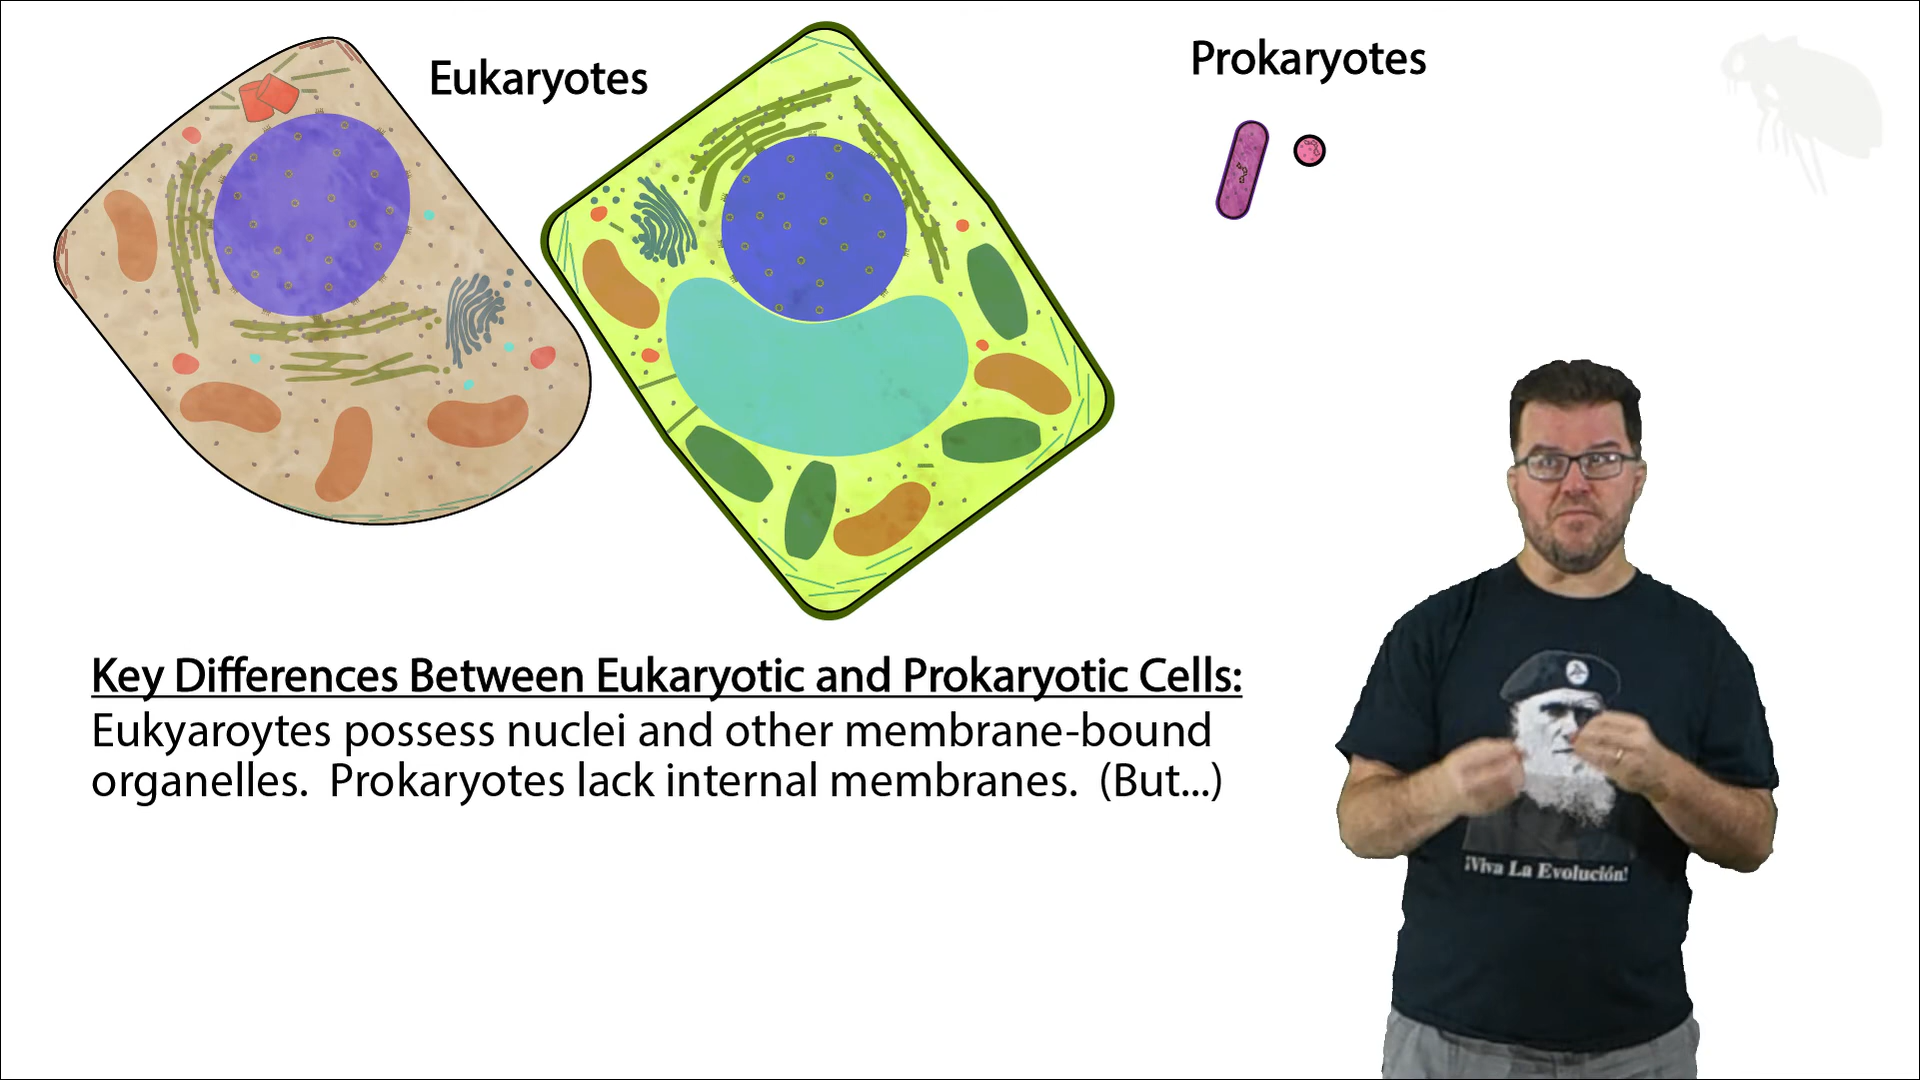 Eukaryotes
Prokaryotes
Key Differences Between Eukaryotic and Prokaryotic Cells:
Eukyaroytes possess nuclei and other membrane-bound
organelles.  Prokaryotes lack internal membranes.  (But...)
¡Viva La Evolución!